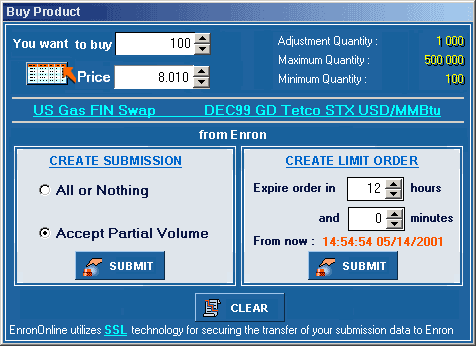 Buy Product
You want to buy 100
Price 8.010
Adjustment Quantity : 1 000
Maximum Quantity : 500 000
Minimum Quantity : 100
US Gas FIN Swap DEC99 GD Tetco STX USD/MMBtu
from Enron
CREATE SUBMISSION
All or Nothing
Accept Partial Volume
SUBMIT
CREATE LIMIT ORDER
Expire order in 12 hours
and 0 minutes
From now : 14:54:54 05/14/2001
SUBMIT
CLEAR
EnronOnline utilizes SSL technology for securing the transfer of your submission data to Enron